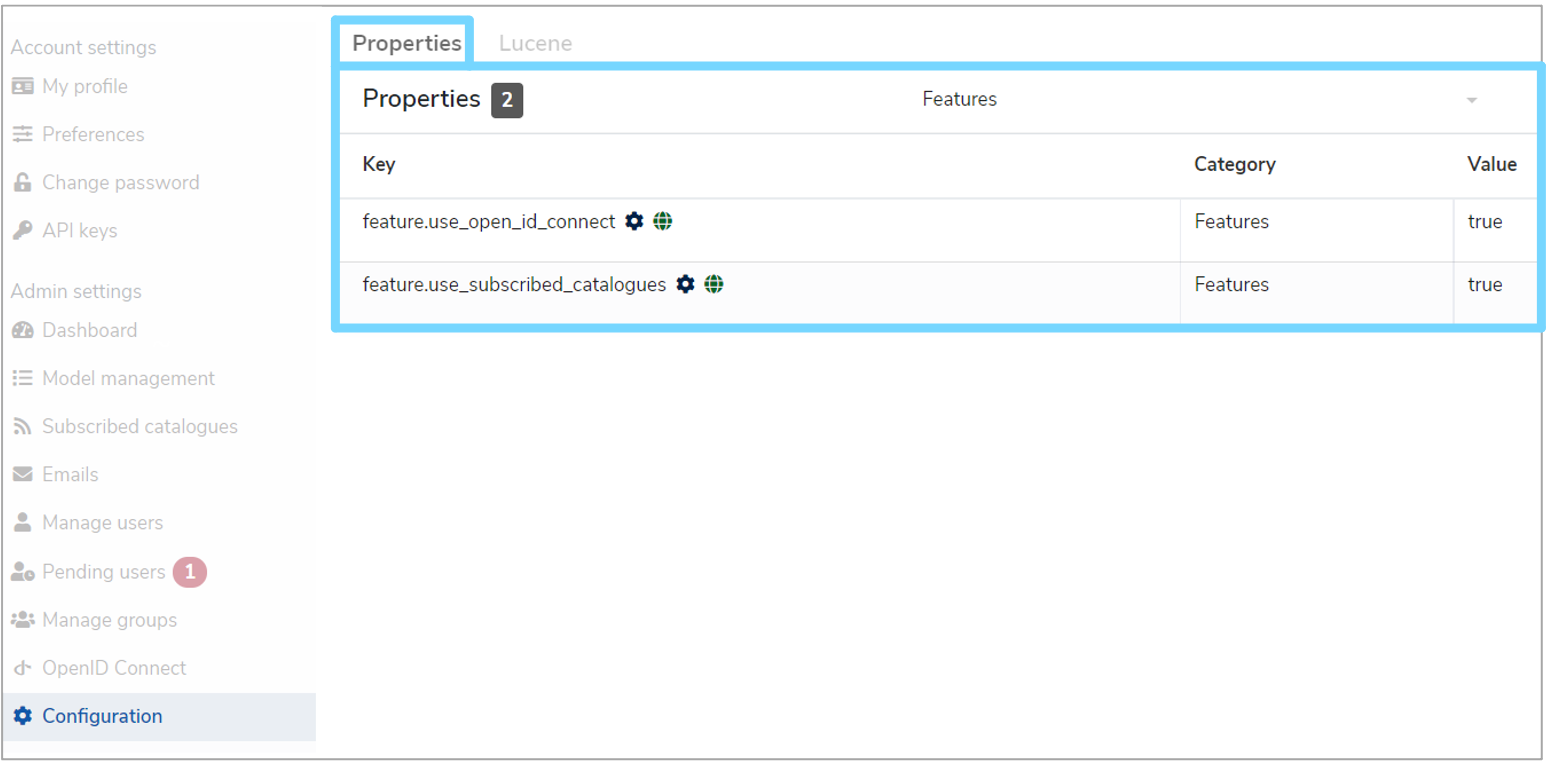 Account settings
My profile
Preferences
Change password
API keys
Admin settings
Dashboard
Model management
Subscribed catalogues
Emails
Manage users
Pending users 1
Manage groups
OpenID Connect
Configuration
Properties Lucene
Properties 2 Features
Key Category Value
feature.use_open_id_connect Features true
feature.use_subscribed_catalogues Features true